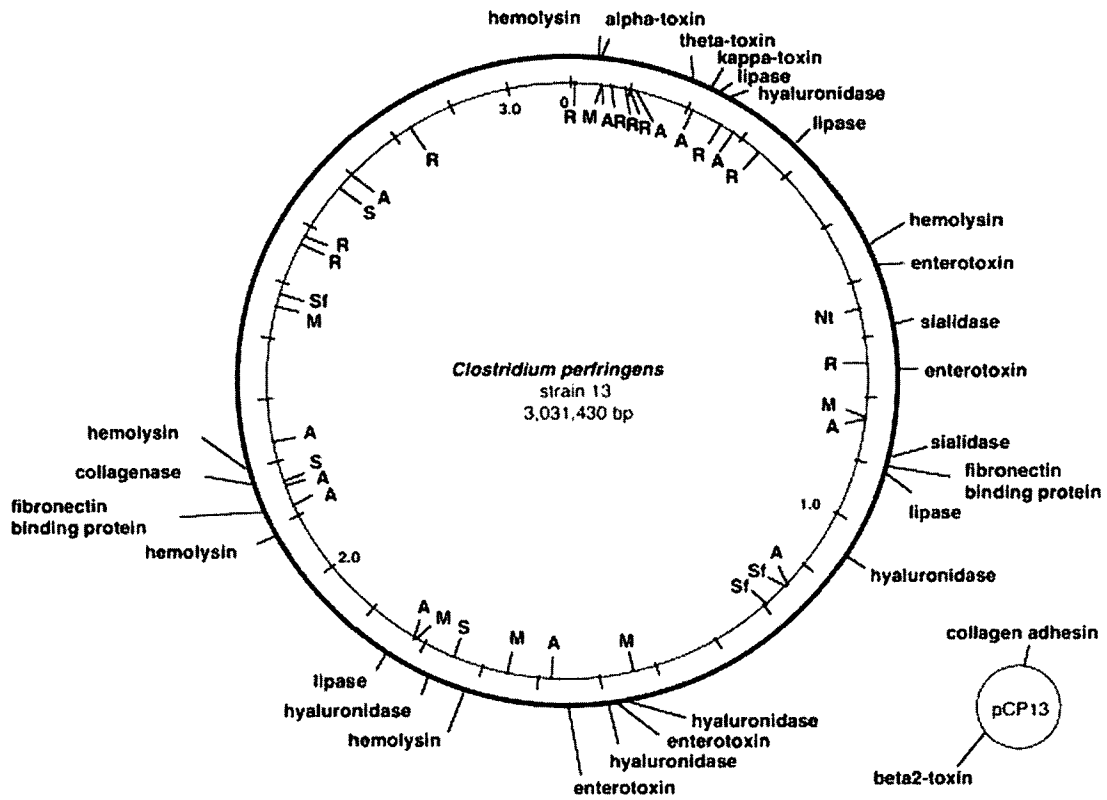 hemolysin alpha-toxin
theta-toxin
kappa-toxin
lipase
hyaluronidase
lipase
3.0 0
R M A R R R A A R A R
R
A
S
hemolysin
enterotoxin
R
R
Sf
M
Nt
sialidase
R
enterotoxin
Clostridium perfringens
strain 13
3,031,430 bp
M
A
hemolysin
A
sialidase
collagenase
S
A
A
fibronectin
binding protein
fibronectin
binding protein
lipase
1.0
hemolysin
2.0
A
Sf
Sf
hyaluronidase
A
M
S
M
A
M
collagen adhesin
lipase
hyaluronidase
hemolysin
pCP13
hyaluronidase
enterotoxin
hyaluronidase
enterotoxin
beta2-toxin